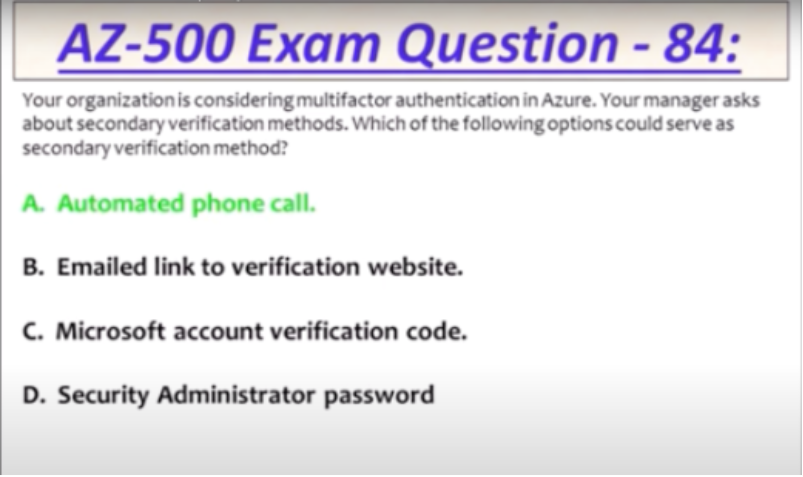 AZ-500 Exam Question - 84:
Your organization is considering multifactor authentication in Azure. Your manager asks
about secondary verification methods. Which of the following options could serve as
secondary verification method?
A. Automated phone call.
B. Emailed link to verification website.
C. Microsoft account verification code.
D. Security Administrator password